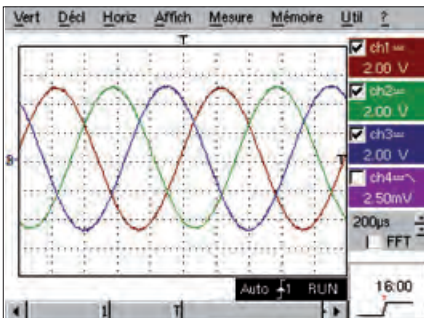 Vert Décl Horiz Affich Mesure Mémoire Util ?
T
ch1
2.00 V
ch2
2.00 V
ch3
2.00 V
T
ch4
2.50mV
200µs
FFT
Auto 1 RUN
16:00
1 T